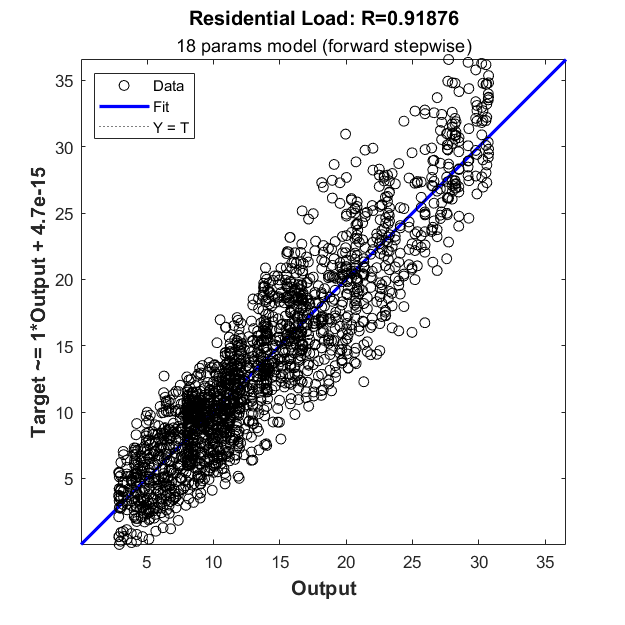 Residential Load: R=0.91876
18 params model (forward stepwise)
Data
Fit
Y = T
35
30
25
20
15
10
5
Target ~= 1*Output + 4.7e-15
5 10 15 20 25 30 35
Output